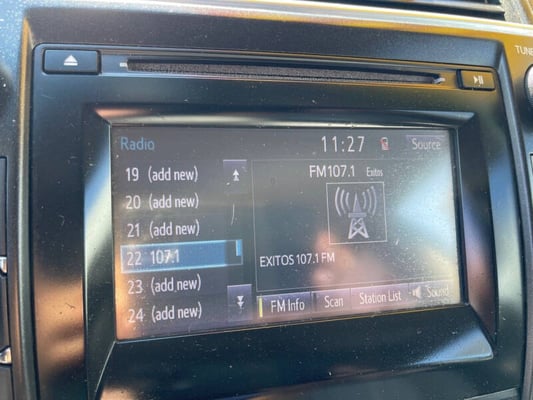 TUNE
Radio 11:27 Source
19 (add new)
20 (add new)
21 (add new)
22 107.1
23 (add new)
24 (add new)
FM107.1 Exitos
EXITOS 107.1 FM
FM Info Scan Station List Sound